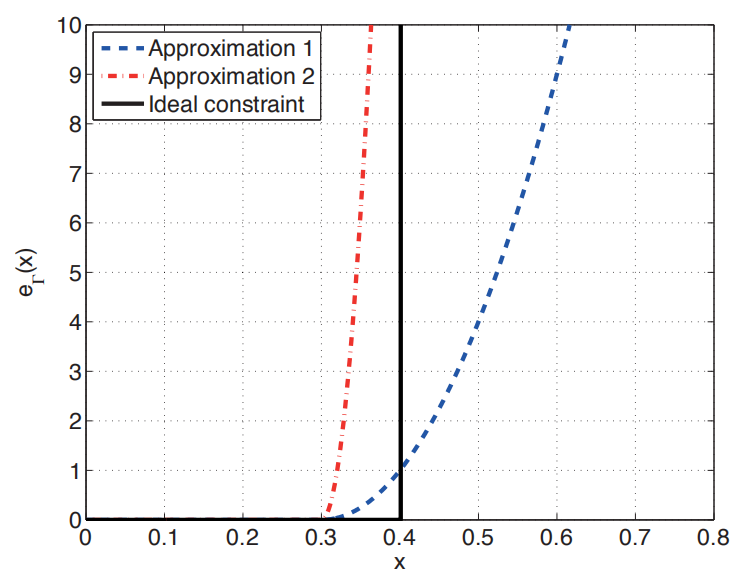 10
9
8
7
6
5
4
3
2
1
0
e_Γ(x)
Approximation 1
Approximation 2
Ideal constraint
0 0.1 0.2 0.3 0.4 0.5 0.6 0.7 0.8
x